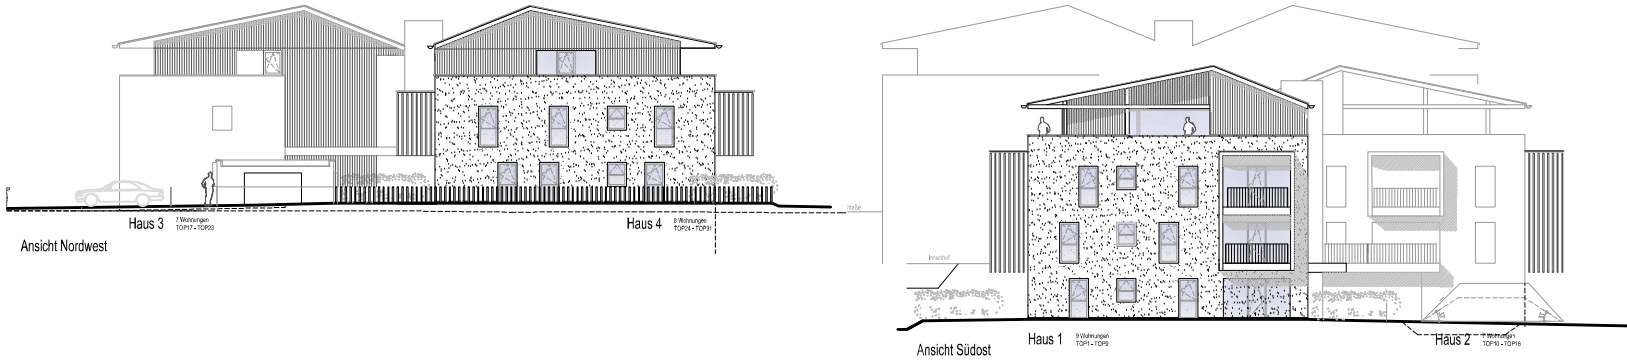 Haus 3
7 Wohnungen
TOP17 - TOP23
Haus 4
8 Wohnungen
TOP24 - TOP31
Ansicht Nordwest
Straße
Innenhof
Haus 1
9 Wohnungen
TOP1 - TOP9
Haus 2
7 Wohnungen
TOP10 - TOP16
Ansicht Südost